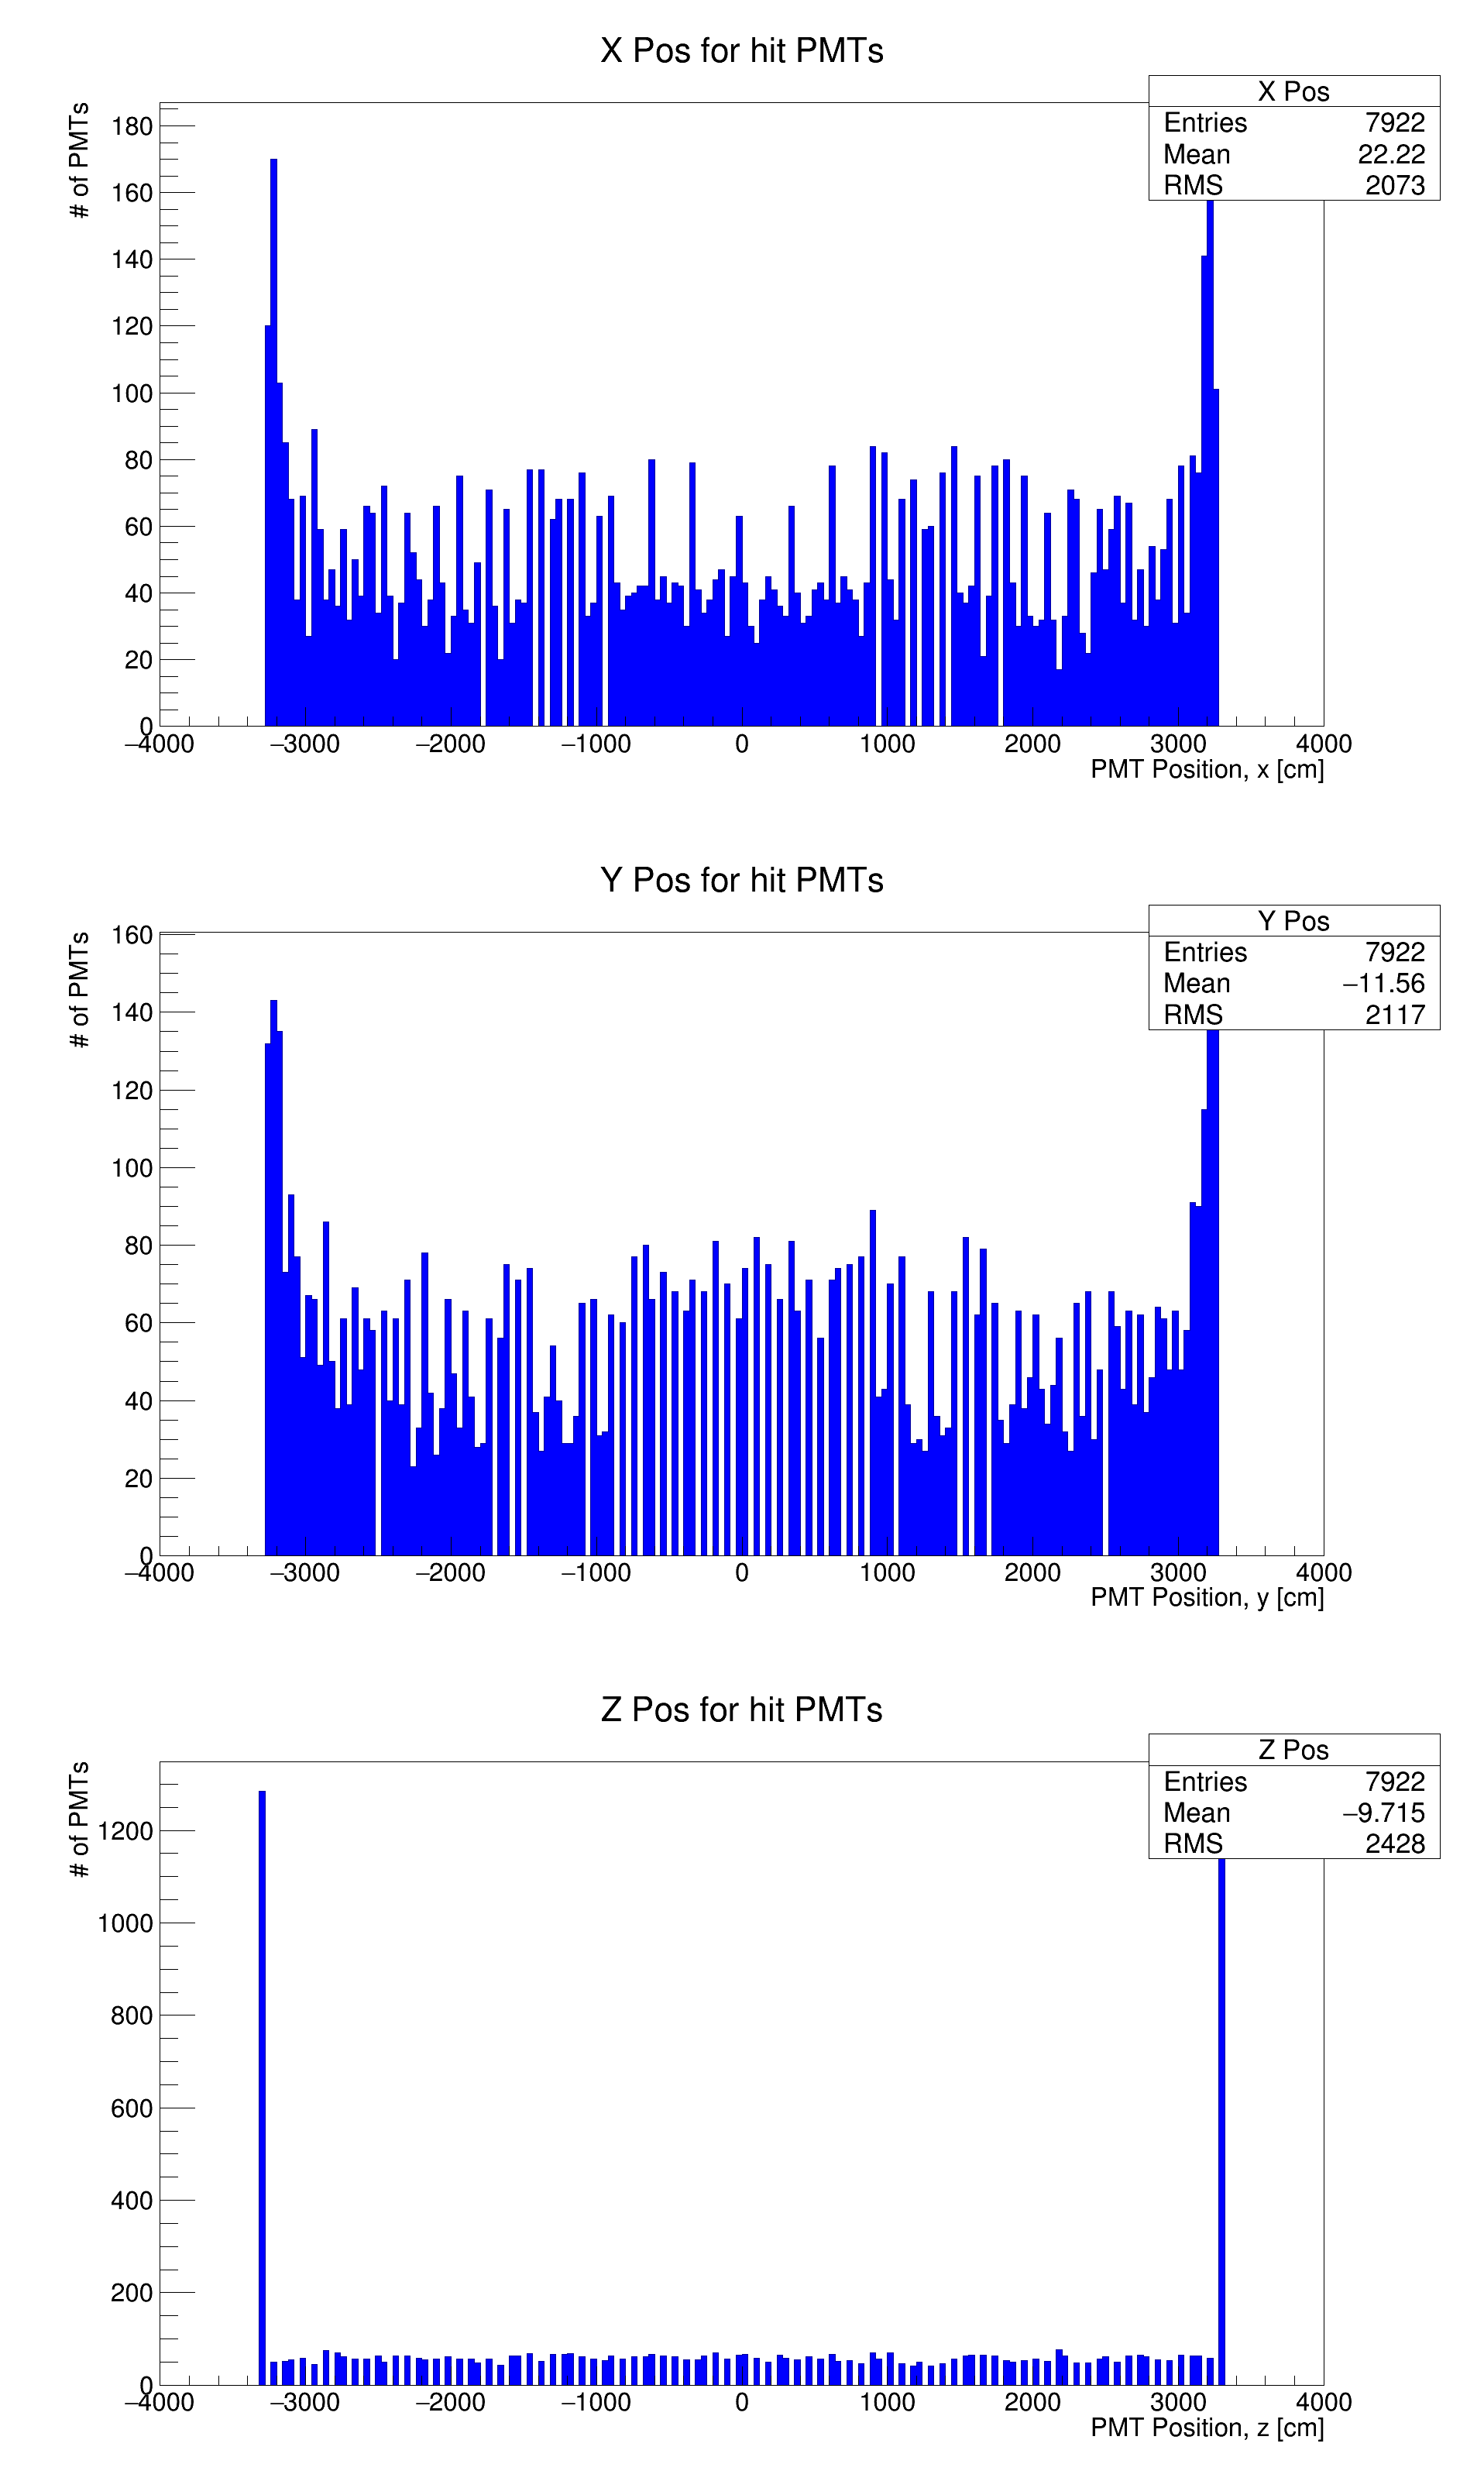 X Pos for hit PMTs
# of PMTs
X Pos
Entries 7922
Mean 22.22
RMS 2073
180
160
140
120
100
80
60
40
20
0
−4000 −3000 −2000 −1000 0 1000 2000 3000 4000
PMT Position, x [cm]
Y Pos for hit PMTs
# of PMTs
Y Pos
Entries 7922
Mean −11.56
RMS 2117
160
140
120
100
80
60
40
20
0
−4000 −3000 −2000 −1000 0 1000 2000 3000 4000
PMT Position, y [cm]
Z Pos for hit PMTs
# of PMTs
Z Pos
Entries 7922
Mean −9.715
RMS 2428
1200
1000
800
600
400
200
0
−4000 −3000 −2000 −1000 0 1000 2000 3000 4000
PMT Position, z [cm]